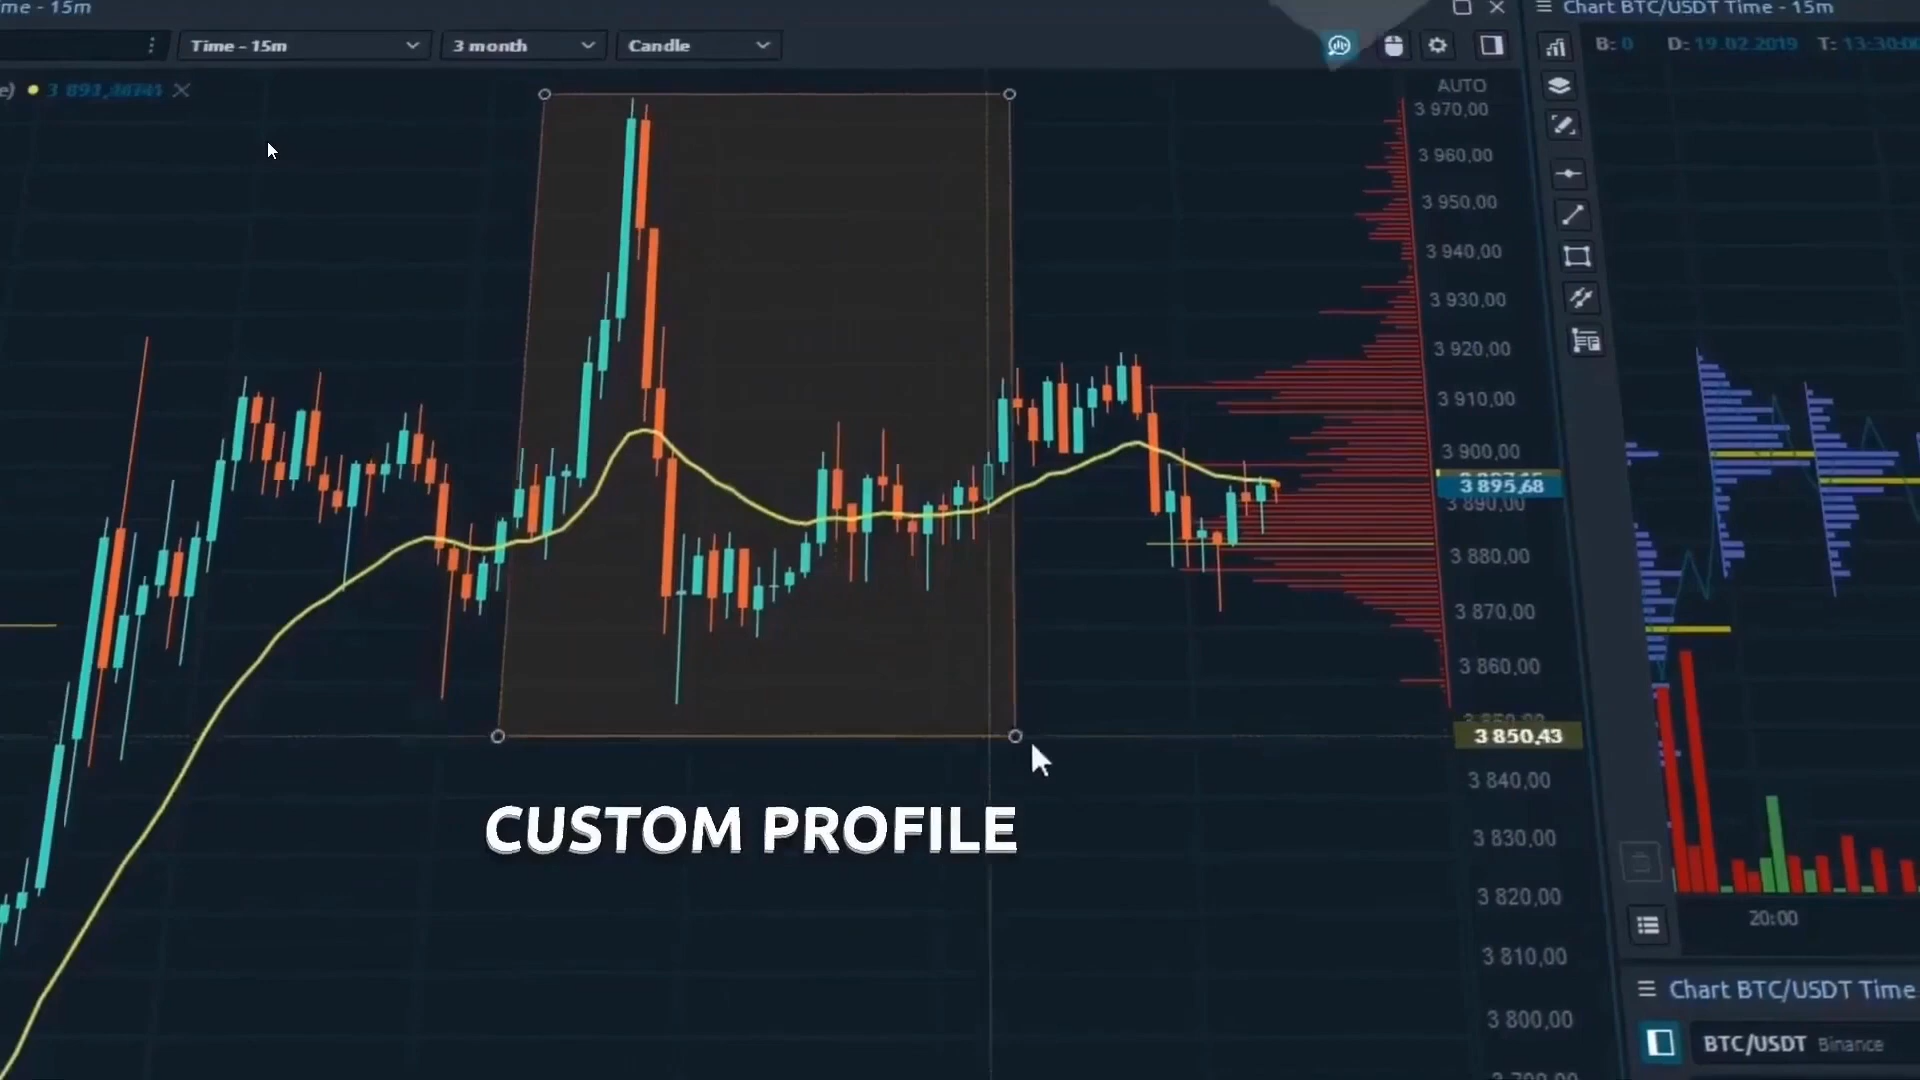 me - 15m
Chart BTC/USDT Time - 15m
Time - 15m
3 month
Candle
B: 0 D: 19.02.2019 T: 13:30:00
e)
AUTO
3 970,00
3 960,00
3 950,00
3 940,00
3 930,00
3 920,00
3 910,00
3 900,00
3 895,68
3 890,00
3 880,00
3 870,00
3 860,00
3 850,43
3 840,00
3 830,00
3 820,00
3 810,00
3 800,00
CUSTOM PROFILE
20:00
Chart BTC/USDT Time
BTC/USDT Binance